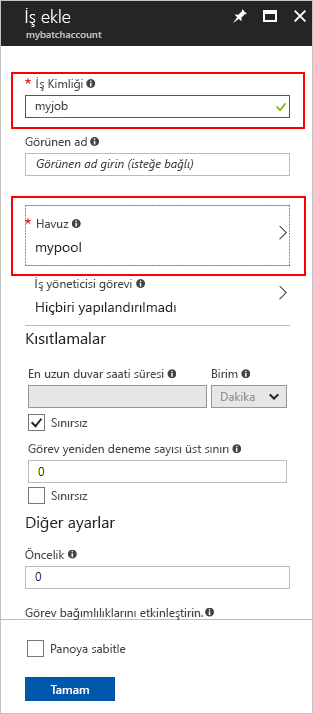 İş ekle
mybatchaccount
* İş Kimliği
myjob
Görünen ad
Görünen ad girin (isteğe bağlı)
* Havuz
mypool
İş yöneticisi görevi
Hiçbiri yapılandırılmadı
Kısıtlamalar
En uzun duvar saati süresi Birim
Dakika
Sınırsız
Görev yeniden deneme sayısı üst sınırı
0
Sınırsız
Diğer ayarlar
Öncelik
0
Görev bağımlılıklarını etkinleştirin.
Panoya sabitle
Tamam